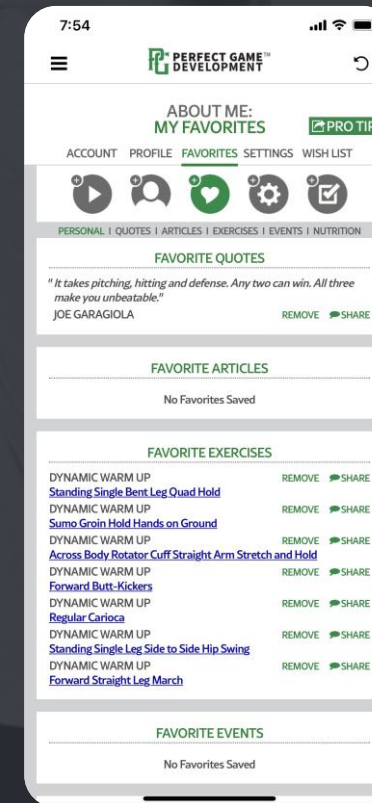 7:54
PERFECT GAME™
DEVELOPMENT
ABOUT ME:
MY FAVORITES
PRO TIP
ACCOUNT PROFILE FAVORITES SETTINGS WISH LIST
PERSONAL | QUOTES | ARTICLES | EXERCISES | EVENTS | NUTRITION
FAVORITE QUOTES
"It takes pitching, hitting and defense. Any two can win. All three
make you unbeatable."
JOE GARAGIOLA REMOVE SHARE
FAVORITE ARTICLES
No Favorites Saved
FAVORITE EXERCISES
DYNAMIC WARM UP REMOVE SHARE
Standing Single Bent Leg Quad Hold
DYNAMIC WARM UP REMOVE SHARE
Sumo Groin Hold Hands on Ground
DYNAMIC WARM UP REMOVE SHARE
Across Body Rotator Cuff Straight Arm Stretch and Hold
DYNAMIC WARM UP REMOVE SHARE
Forward Butt-Kickers
DYNAMIC WARM UP REMOVE SHARE
Regular Carioca
DYNAMIC WARM UP REMOVE SHARE
Standing Single Leg Side to Side Hip Swing
DYNAMIC WARM UP REMOVE SHARE
Forward Straight Leg March
FAVORITE EVENTS
No Favorites Saved